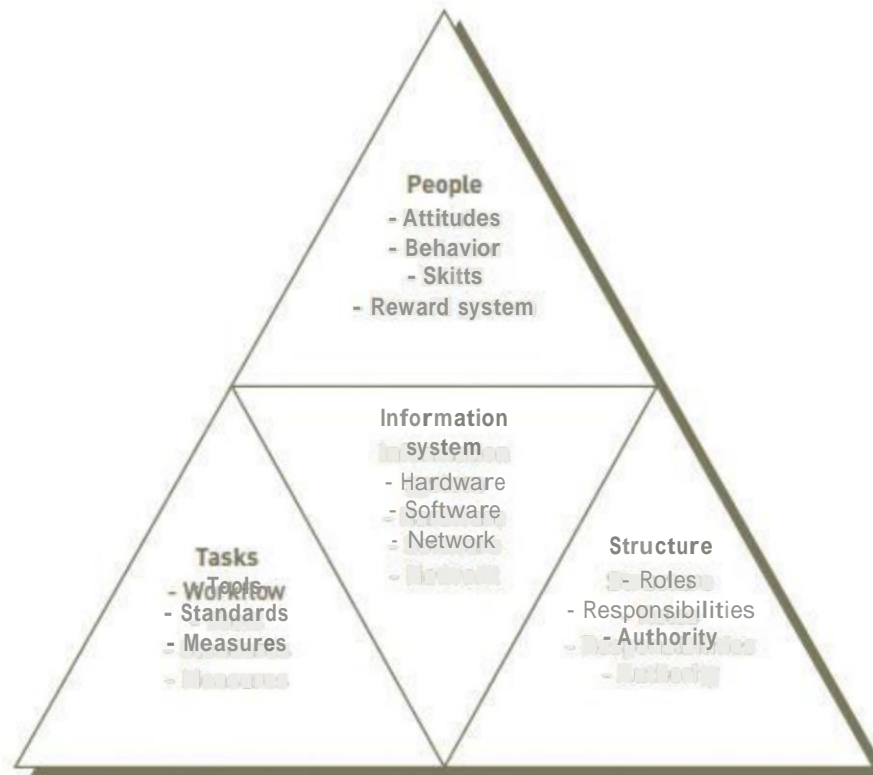 People
- Attitudes
- Behavior
- Skitts
- Reward system
Information
system
- Hardware
- Software
- Network
Tasks
- Workflow
- Tools
- Standards
- Measures
Structure
- Roles
- Responsibilities
- Authority